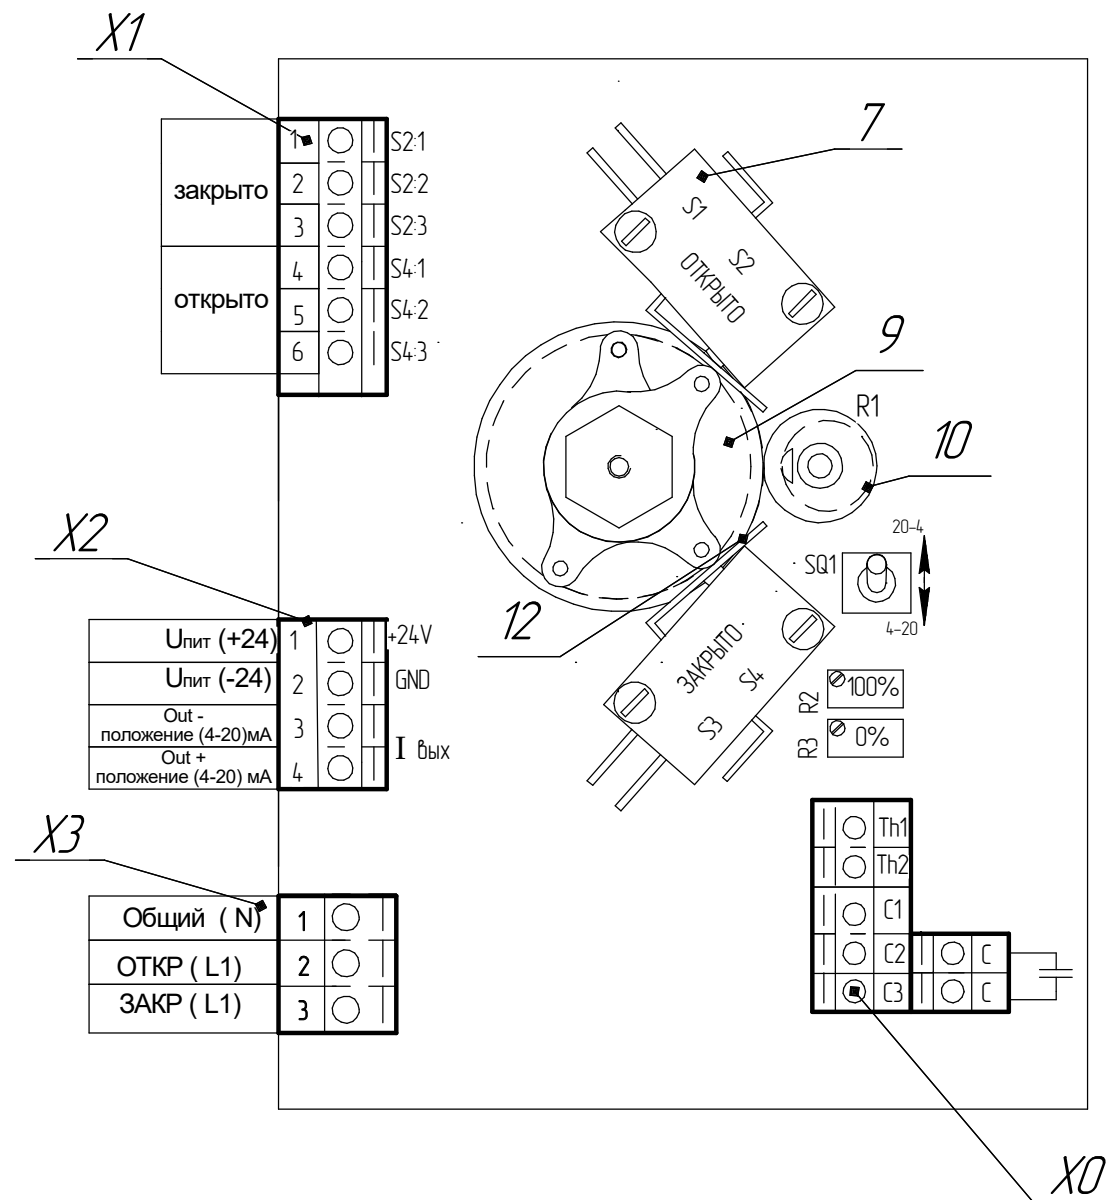 X1
1
S2:1
2
S2:2
закрыто
3
S2:3
4
S4:1
открыто
5
S4:2
6
S4:3
7
S1
S2
ОТКРЫТО
9
R1
10
20-4
SQ1
4-20
12
ЗАКРЫТО
S4
S3
R2
100%
R3
0%
X2
Uпит (+24)
1
+24V
Uпит (-24)
2
GND
Out -
положение (4-20)мА
3
I вых
Out +
положение (4-20) мА
4
X3
Общий ( N)
1
ОТКР ( L1)
2
ЗАКР ( L1)
3
Th1
Th2
C1
C2
C
C3
C
X0